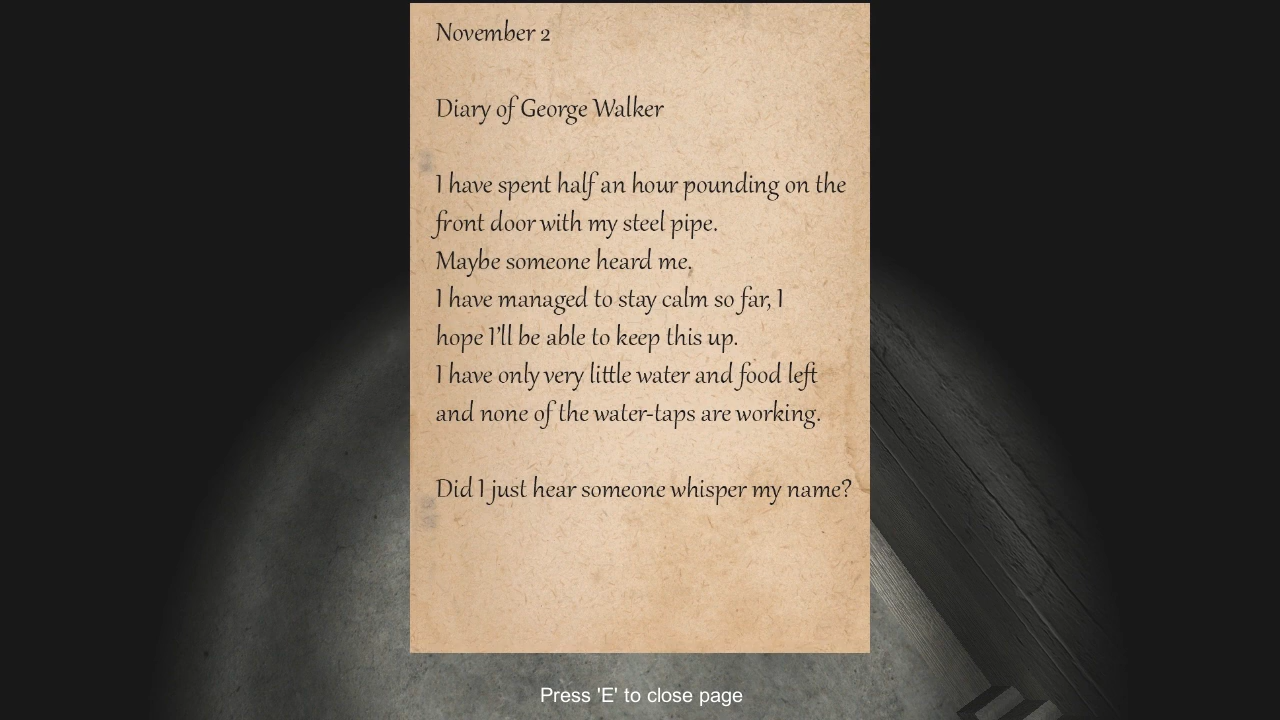 November 2
Diary of George Walker
I have spent half an hour pounding on the
front door with my steel pipe.
Maybe someone heard me.
I have managed to stay calm so far, I
hope I'll be able to keep this up.
I have only very little water and food left
and none of the water-taps are working.
Did I just hear someone whisper my name?
Press 'E' to close page